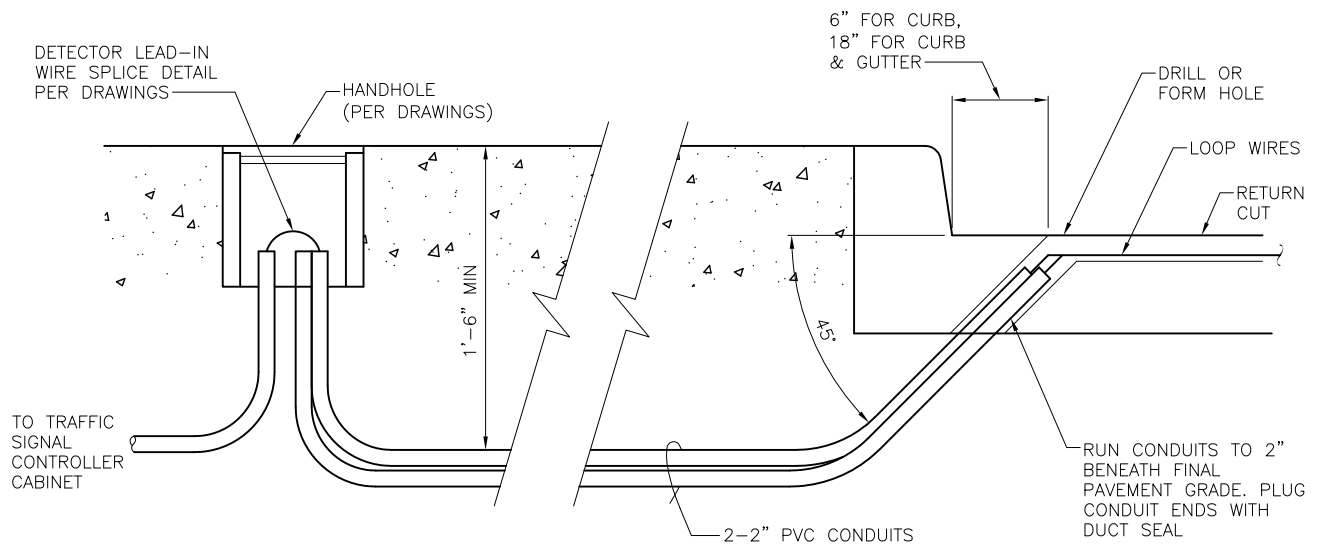 6" FOR CURB,
18" FOR CURB
& GUTTER
DETECTOR LEAD-IN
WIRE SPLICE DETAIL
PER DRAWINGS
HANDHOLE
(PER DRAWINGS)
DRILL OR
FORM HOLE
LOOP WIRES
RETURN
CUT
1'-6" MIN
45°
TO TRAFFIC
SIGNAL
CONTROLLER
CABINET
RUN CONDUITS TO 2"
BENEATH FINAL
PAVEMENT GRADE. PLUG
CONDUIT ENDS WITH
DUCT SEAL
2-2" PVC CONDUITS